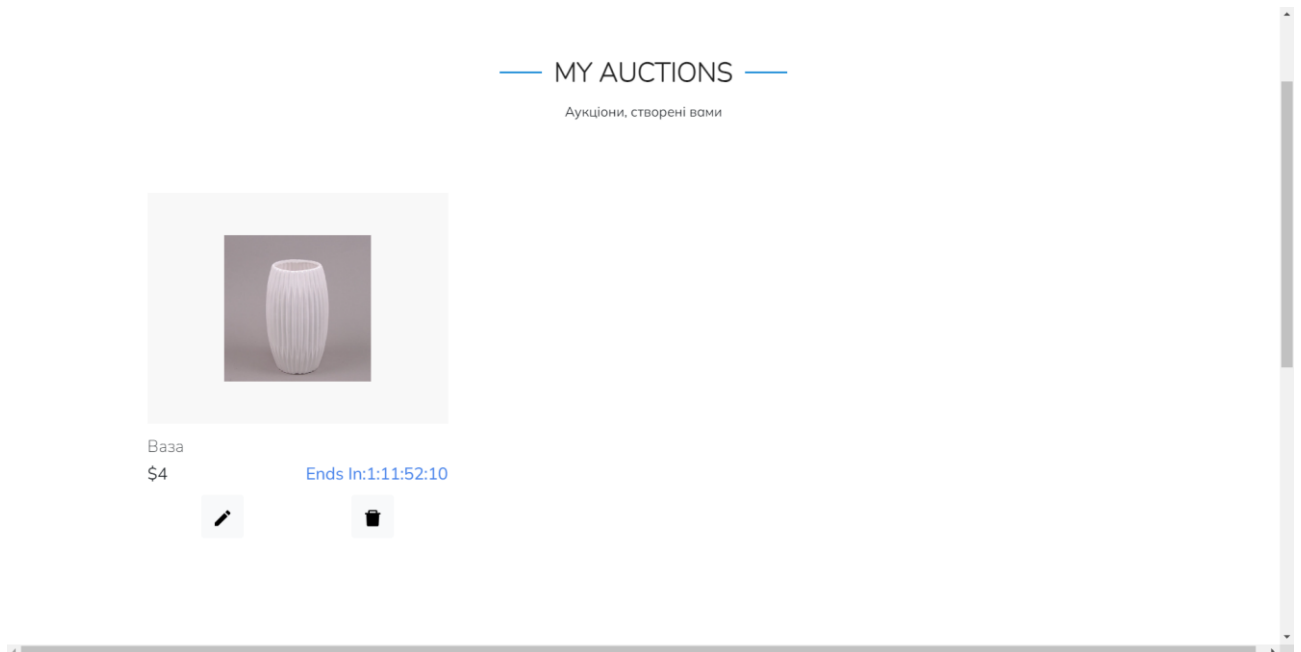 MY AUCTIONS
Аукціони, створені вами
Ваза
$4
Ends In:1:11:52:10